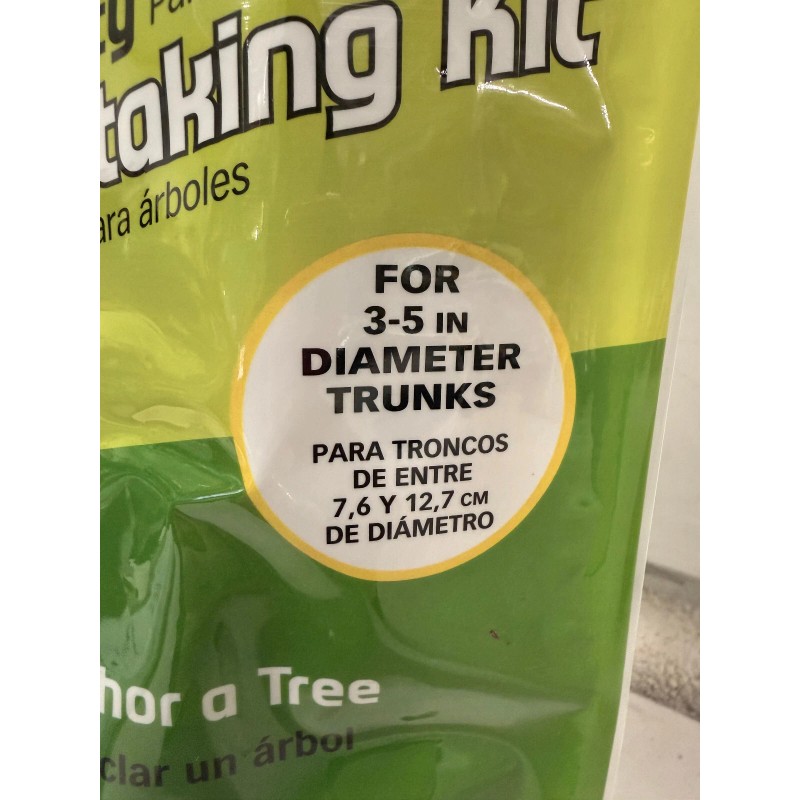 taking Kit
ara árboles
FOR
3-5 IN
DIAMETER
TRUNKS
PARA TRONCOS
DE ENTRE
7,6 Y 12,7 CM
DE DIÁMETRO
hor a Tree
clar un árbol